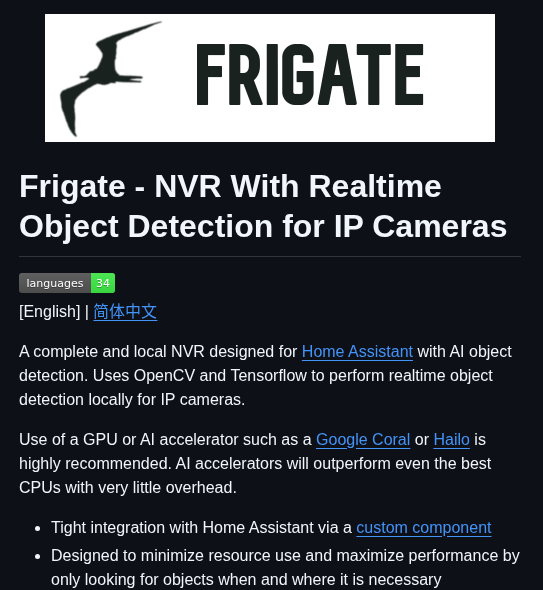 FRIGATE
Frigate - NVR With Realtime
Object Detection for IP Cameras
languages 34
[English] | 简体中文
A complete and local NVR designed for Home Assistant with AI object
detection. Uses OpenCV and Tensorflow to perform realtime object
detection locally for IP cameras.
Use of a GPU or AI accelerator such as a Google Coral or Hailo is
highly recommended. AI accelerators will outperform even the best
CPUs with very little overhead.
• Tight integration with Home Assistant via a custom component
• Designed to minimize resource use and maximize performance by
only looking for objects when and where it is necessary